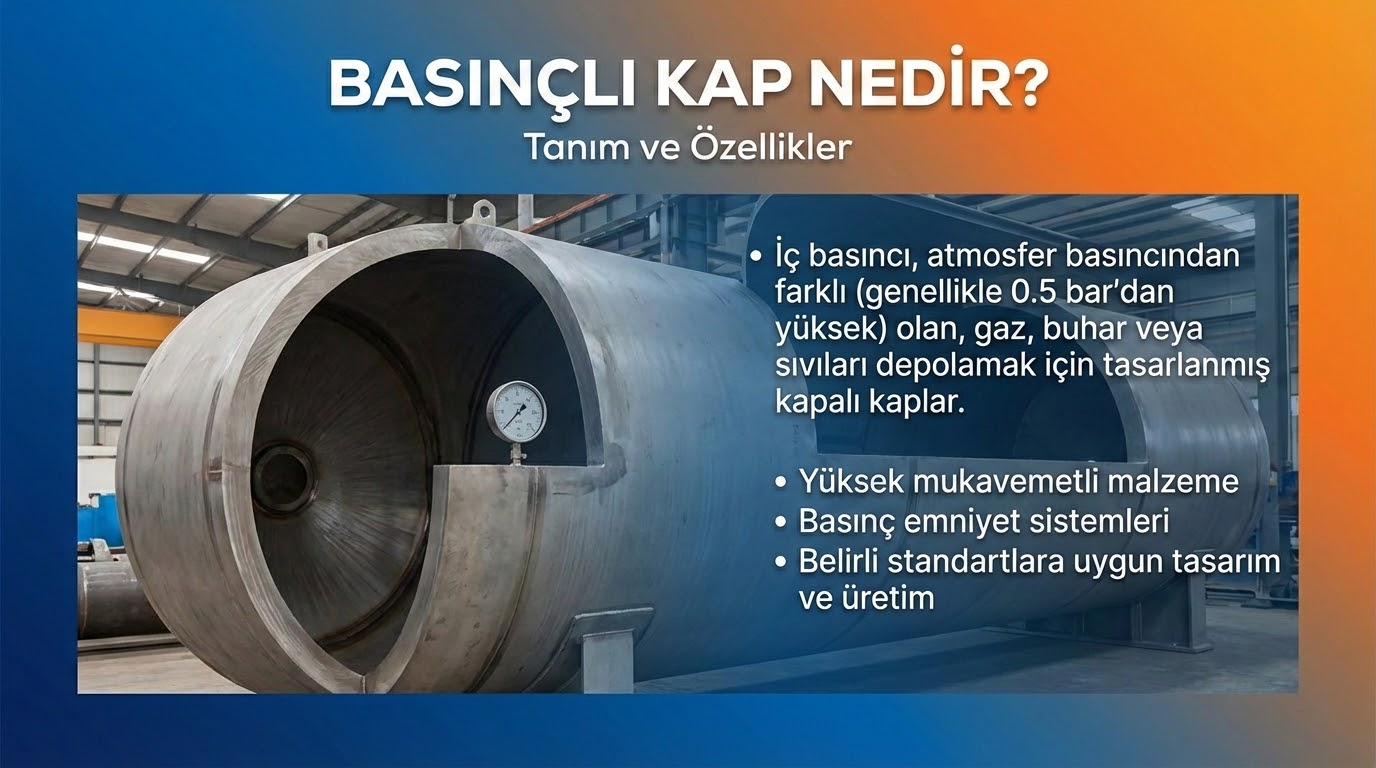 BASINÇLI KAP NEDİR?
Tanım ve Özellikler
• İç basıncı, atmosfer basıncından
farklı (genellikle 0.5 bar'dan
yüksek) olan, gaz, buhar veya
sıvıları depolamak için tasarlanmış
kapalı kaplar.
• Yüksek mukavemetli malzeme
• Basınç emniyet sistemleri
• Belirli standartlara uygun tasarım
ve üretim